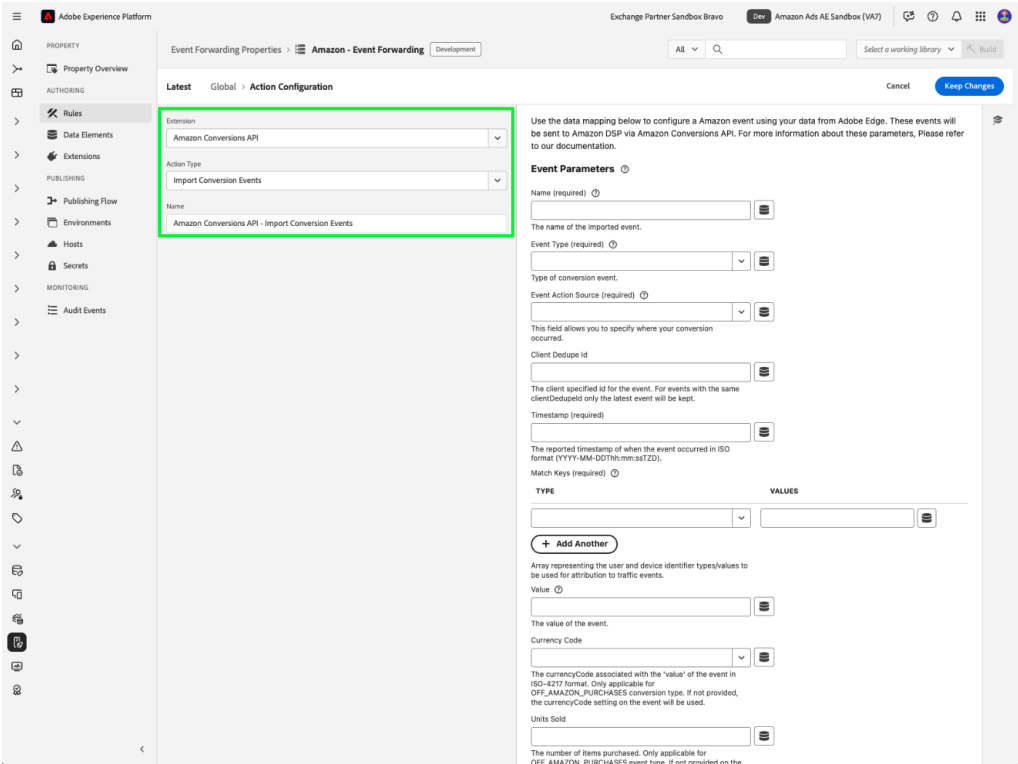 Adobe Experience Platform
Exchange Partner Sandbox Bravo
Dev
Amazon Ads AE Sandbox (VA7)
PROPERTY
Property Overview
AUTHORING
Rules
Data Elements
Extensions
PUBLISHING
Publishing Flow
Environments
Hosts
Secrets
MONITORING
Audit Events
Event Forwarding Properties > Amazon - Event Forwarding Development
All
Select a working library
Build
Latest
Global > Action Configuration
Cancel
Keep Changes
Extension
Amazon Conversions API
Action Type
Import Conversion Events
Name
Amazon Conversions API - Import Conversion Events
Use the data mapping below to configure a Amazon event using your data from Adobe Edge. These events will
be sent to Amazon DSP via Amazon Conversions API. For more information about these parameters, Please refer
to our documentation.
Event Parameters
Name (required)
The name of the imported event.
Event Type (required)
Type of conversion event.
Event Action Source (required)
This field allows you to specify where your conversion
occurred.
Client Dedupe Id
The client specified id for the event. For events with the same
clientDedupeId only the latest event will be kept.
Timestamp (required)
The reported timestamp of when the event occurred in ISO
format (YYYY-MM-DDThh:mm:ssTZD).
Match Keys (required)
TYPE
VALUES
+ Add Another
Array representing the user and device identifier types/values to
be used for attribution to traffic events.
Value
The value of the event.
Currency Code
The currencyCode associated with the 'value' of the event in
ISO-4217 format. Only applicable for
OFF_AMAZON_PURCHASES conversion type. If not provided,
the currencyCode setting on the event will be used.
Units Sold
The number of items purchased. Only applicable for
OFF_AMAZON_PURCHASES event type. If not provided on the